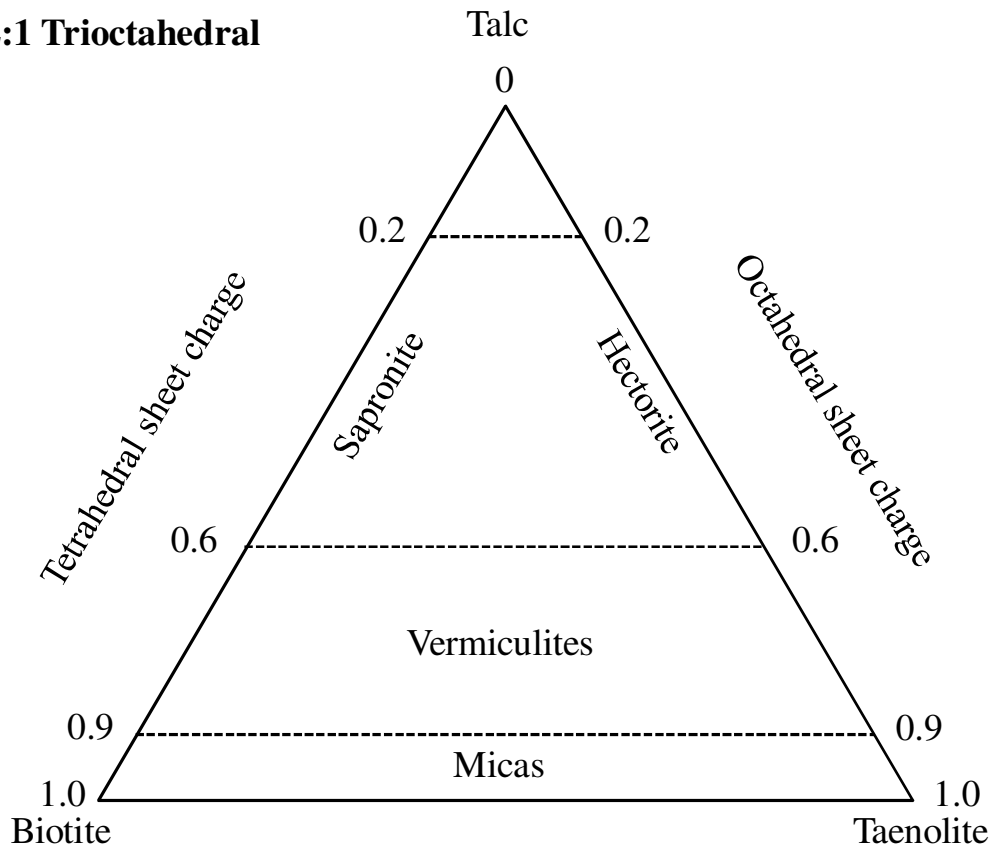 :1 Trioctahedral
Talc
0
0.2
0.2
Tetrahedral sheet charge
Sapronite
Hectorite
Octahedral sheet charge
0.6
0.6
Vermiculites
0.9
0.9
Micas
1.0
1.0
Biotite
Taenolite